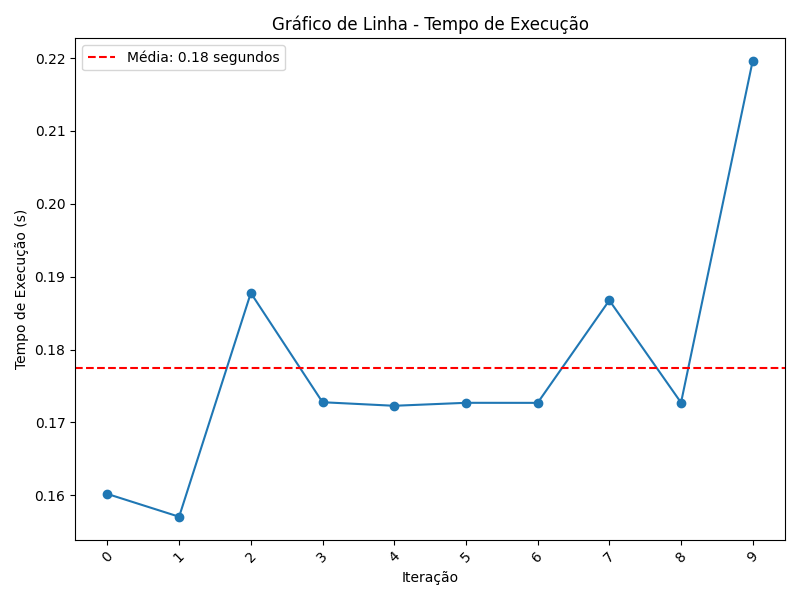 Gráfico de Linha - Tempo de Execução
Média: 0.18 segundos
0.22
0.21
0.20
0.19
0.18
0.17
0.16
Tempo de Execução (s)
0 1 2 3 4 5 6 7 8 9
Iteração